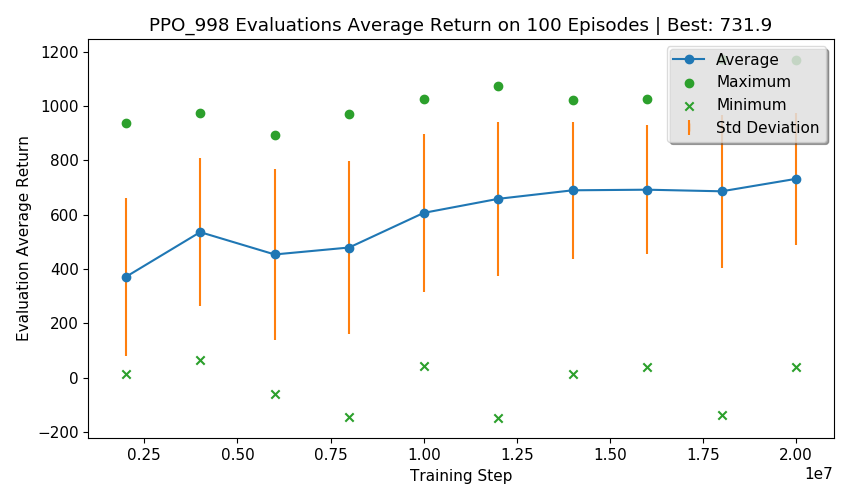 PPO_998 Evaluations Average Return on 100 Episodes | Best: 731.9
1200
1000
800
600
400
200
0
−200
Evaluation Average Return
Average
Maximum
Minimum
Std Deviation
0.25 0.50 0.75 1.00 1.25 1.50 1.75 2.00
1e7
Training Step